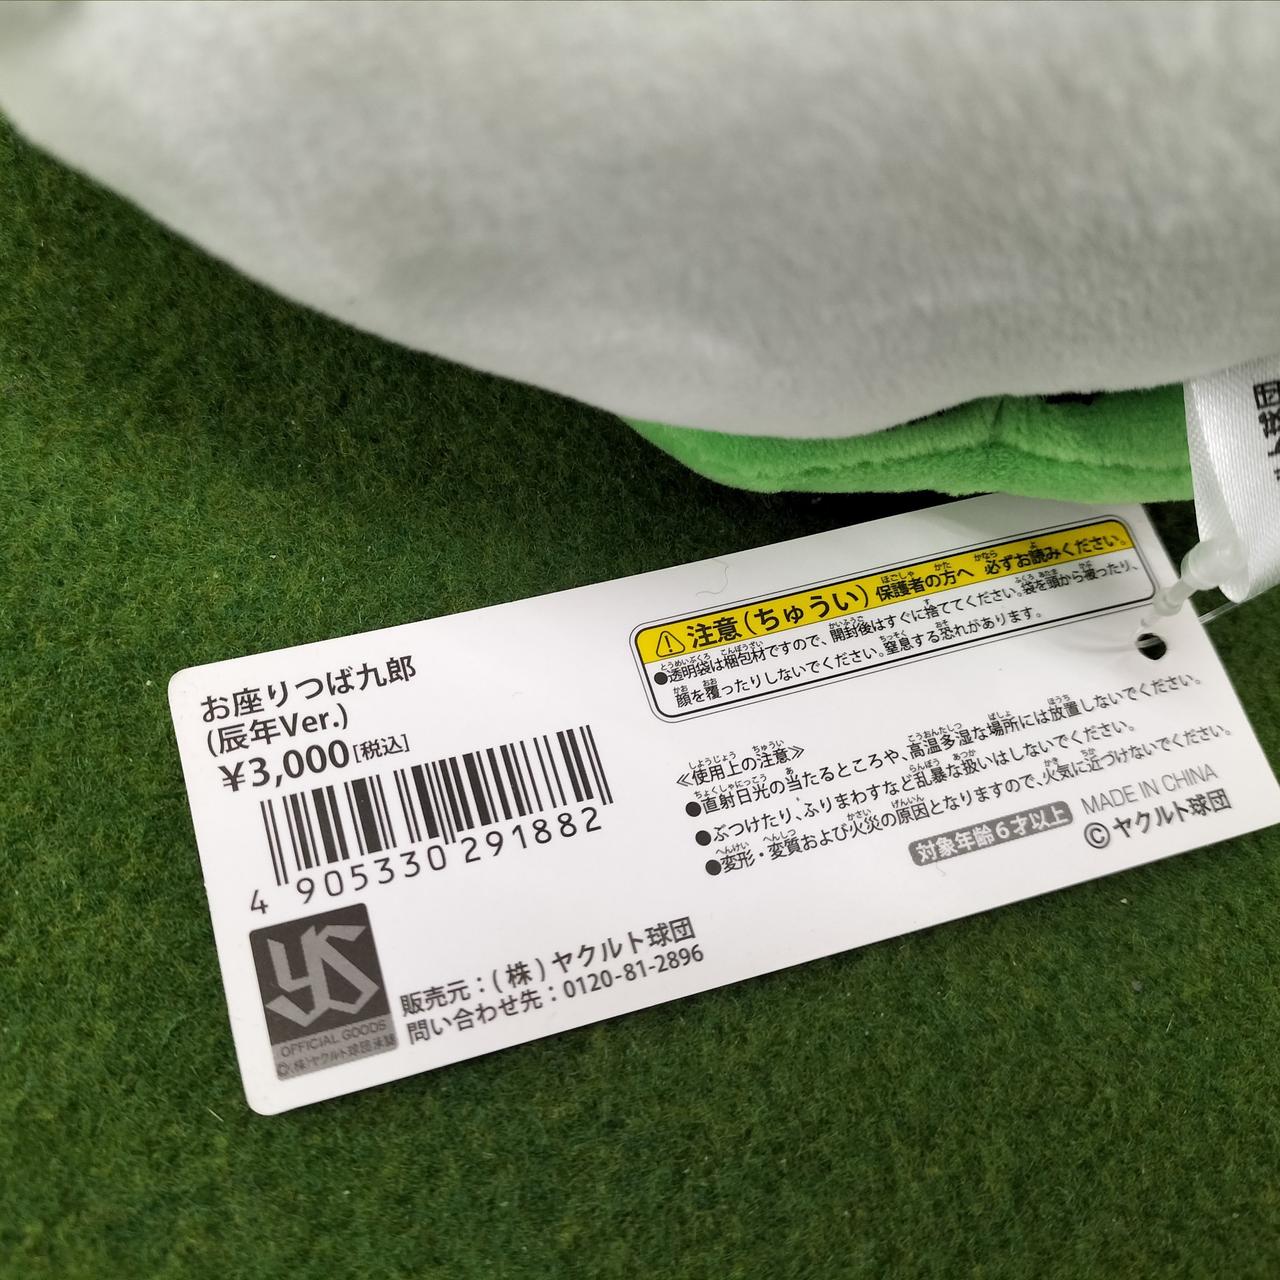 お座りつば九郎
(辰年Ver.)
¥3,000[税込]
4 905330 291882
YS
OFFICIAL GOODS
©(株)ヤクルト球団承認
販売元：(株)ヤクルト球団
問い合わせ先：0120-81-2896
注意(ちゅうい) 保護者の方へ 必ずお読みください。
●透明袋は梱包材ですので、開封後はすぐに捨ててください。袋を頭から被ったり、
顔を覆ったりしないでください。窒息する恐れがあります。
≪使用上の注意≫
●直射日光の当たるところや、高温多湿な場所には放置しないでください。
●ぶつけたり、ふりまわすなど乱暴な扱いはしないでください。
●変形・変質および火災の原因となりますので、火気に近づけないでください。
対象年齢6才以上
MADE IN CHINA
©ヤクルト球団